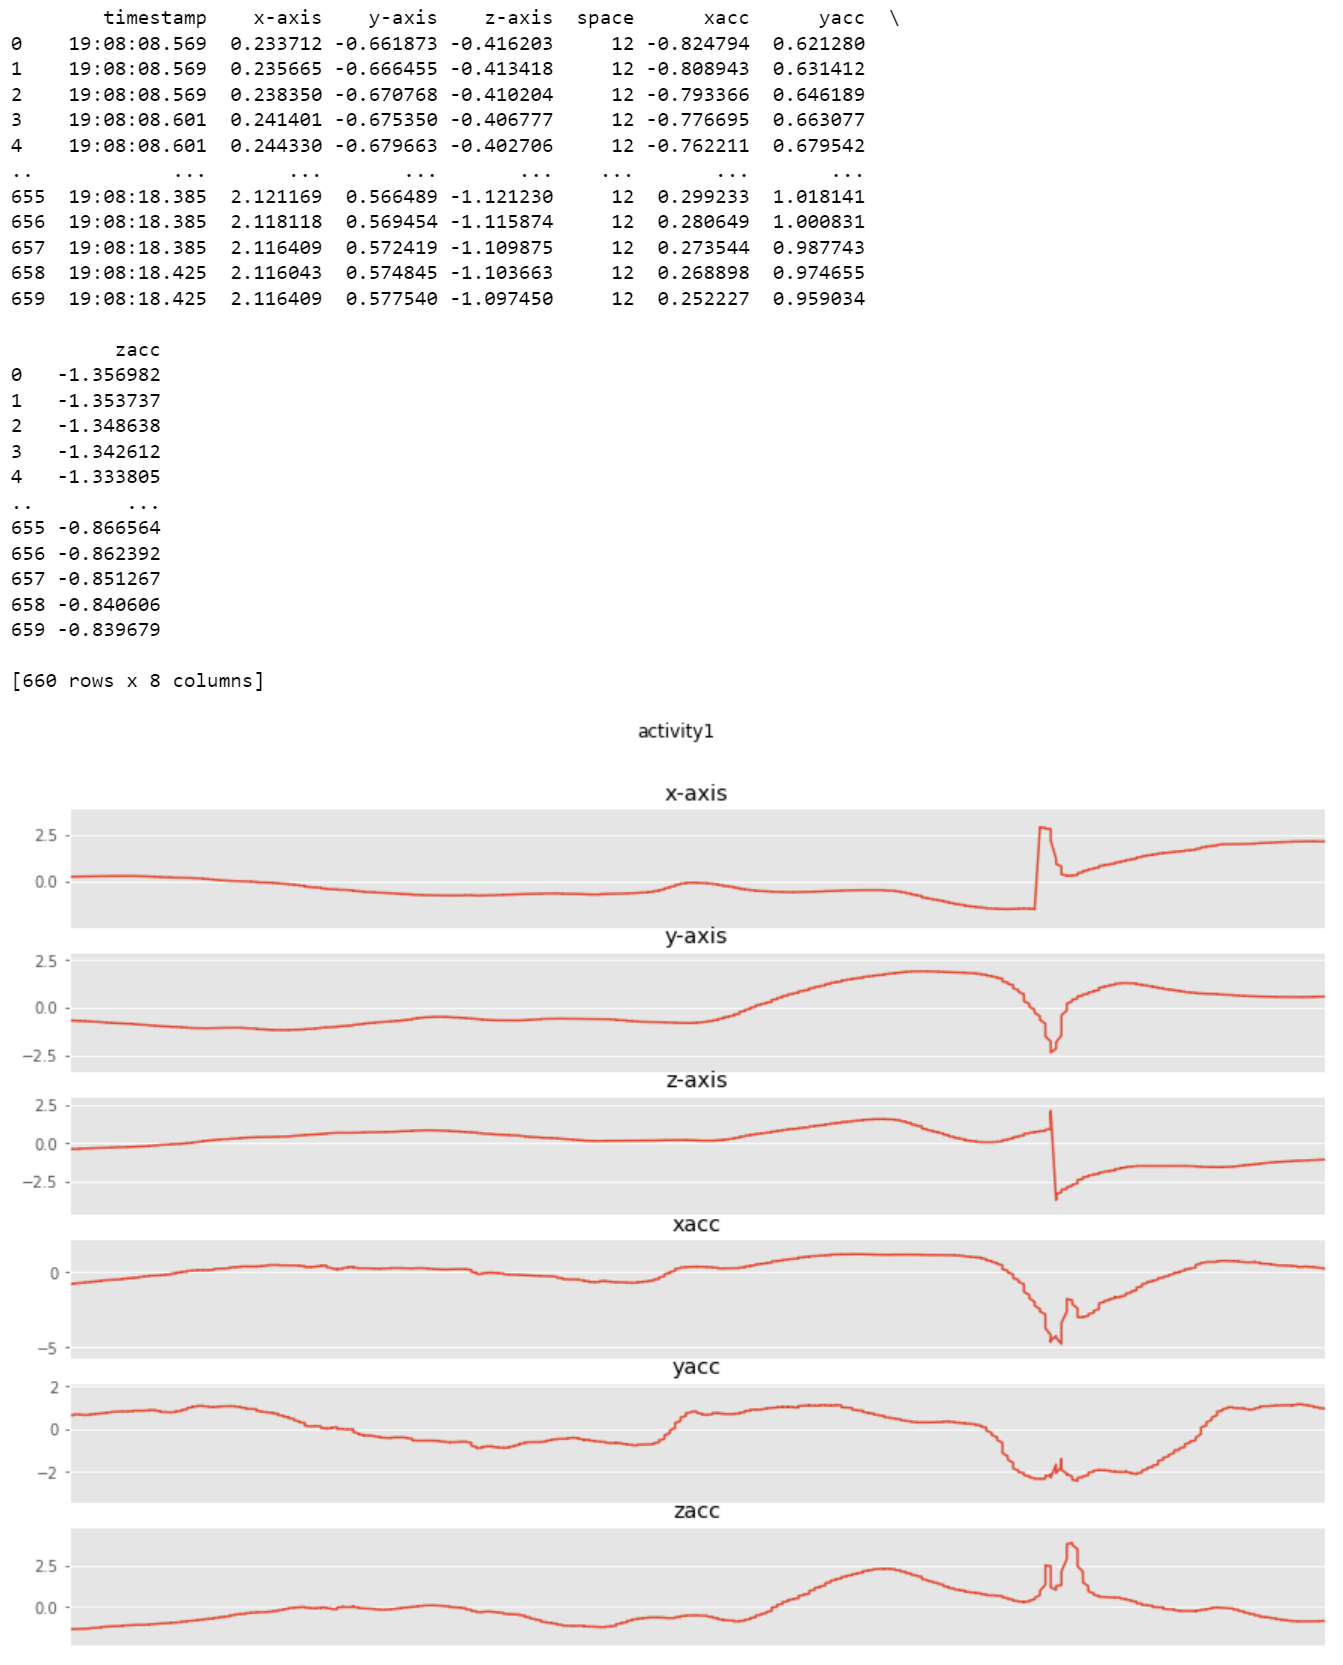 timestamp x-axis y-axis z-axis space xacc yacc \
0 19:08:08.569 0.233712 -0.661873 -0.416203 12 -0.824794 0.621280
1 19:08:08.569 0.235665 -0.666455 -0.413418 12 -0.808943 0.631412
2 19:08:08.569 0.238350 -0.670768 -0.410204 12 -0.793366 0.646189
3 19:08:08.601 0.241401 -0.675350 -0.406777 12 -0.776695 0.663077
4 19:08:08.601 0.244330 -0.679663 -0.402706 12 -0.762211 0.679542
.. ... ... ... ... ... ... ...
655 19:08:18.385 2.121169 0.566489 -1.121230 12 0.299233 1.018141
656 19:08:18.385 2.118118 0.569454 -1.115874 12 0.280649 1.000831
657 19:08:18.385 2.116409 0.572419 -1.109875 12 0.273544 0.987743
658 19:08:18.425 2.116043 0.574845 -1.103663 12 0.268898 0.974655
659 19:08:18.425 2.116409 0.577540 -1.097450 12 0.252227 0.959034
zacc
0 -1.356982
1 -1.353737
2 -1.348638
3 -1.342612
4 -1.333805
.. ...
655 -0.866564
656 -0.862392
657 -0.851267
658 -0.840606
659 -0.839679
[660 rows x 8 columns]
activity1
x-axis
2.5
0.0
y-axis
2.5
0.0
−2.5
z-axis
2.5
0.0
−2.5
xacc
0
−5
yacc
2
0
−2
zacc
2.5
0.0